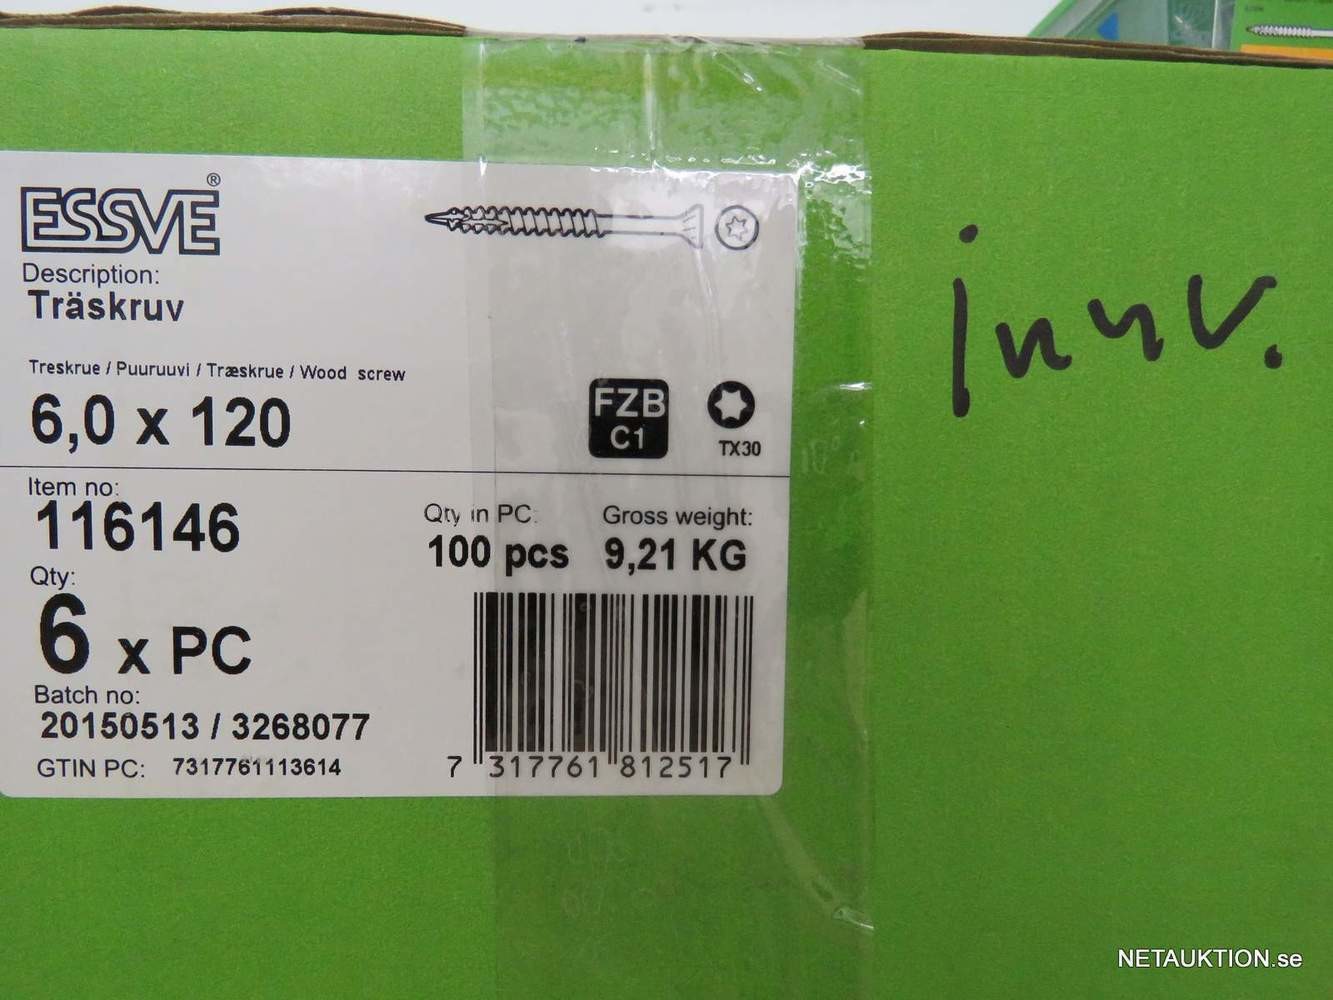 ESSVE®
Description:
Träskruv
Treskrue / Puuruuvi / Træskrue / Wood screw
6,0 x 120
FZB
C1
TX30
Item no:
116146
Qty in PC:
100 pcs
Gross weight:
9,21 KG
Qty:
6 x PC
Batch no:
20150513 / 3268077
GTIN PC: 7317761113614
7 317761 812517
inv.
NETAUKTION.se